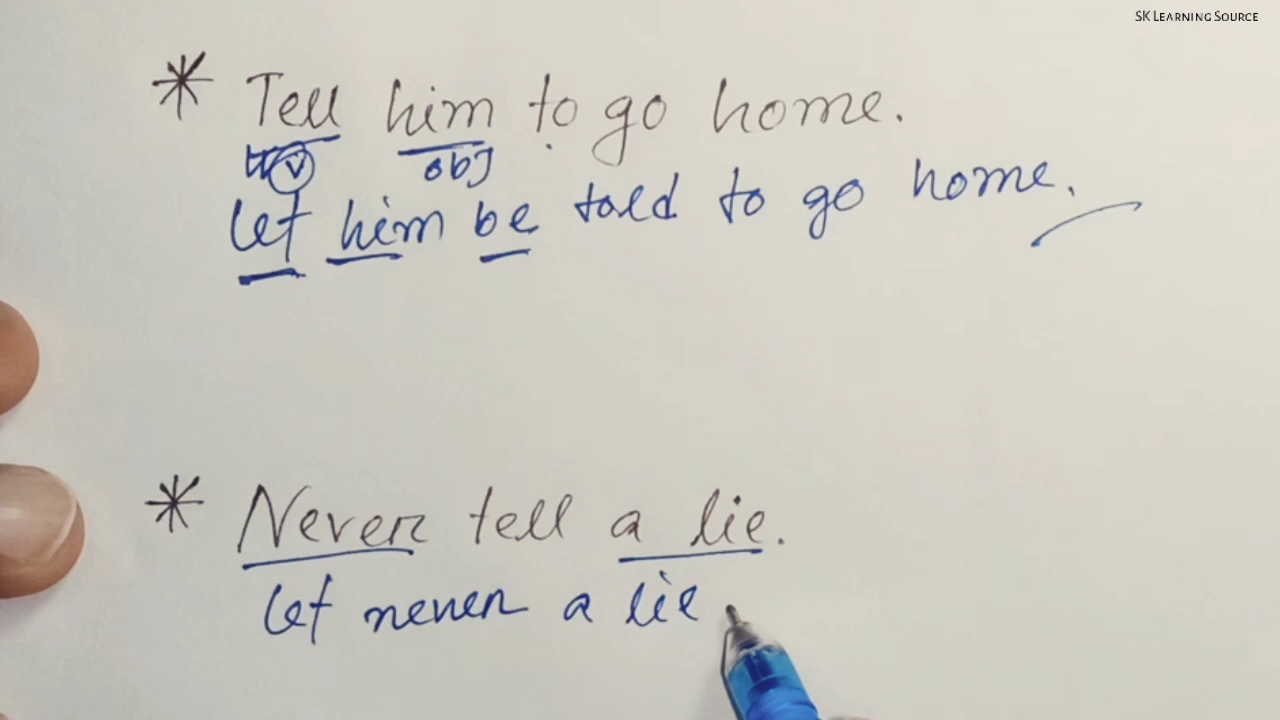 SK LEARNING SOURCE
* Tell him to go home.
v obj
let him be told to go home.
* Never tell a lie.
let never a lie